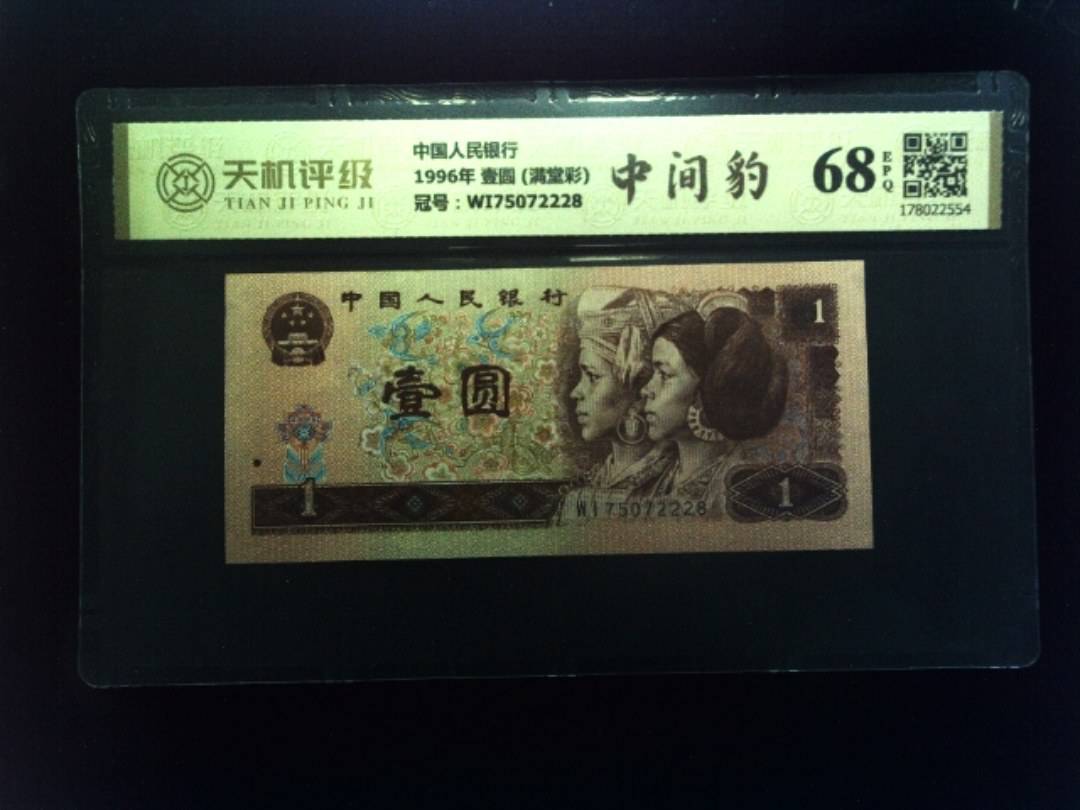 天机评级
TIAN JI PING JI
中国人民银行
1996年 壹圆 (满堂彩)
冠号：WI75072228
中间豹
68
EPQ
178022554
中国人民银行
1
壹圆
1
WI75072228
1